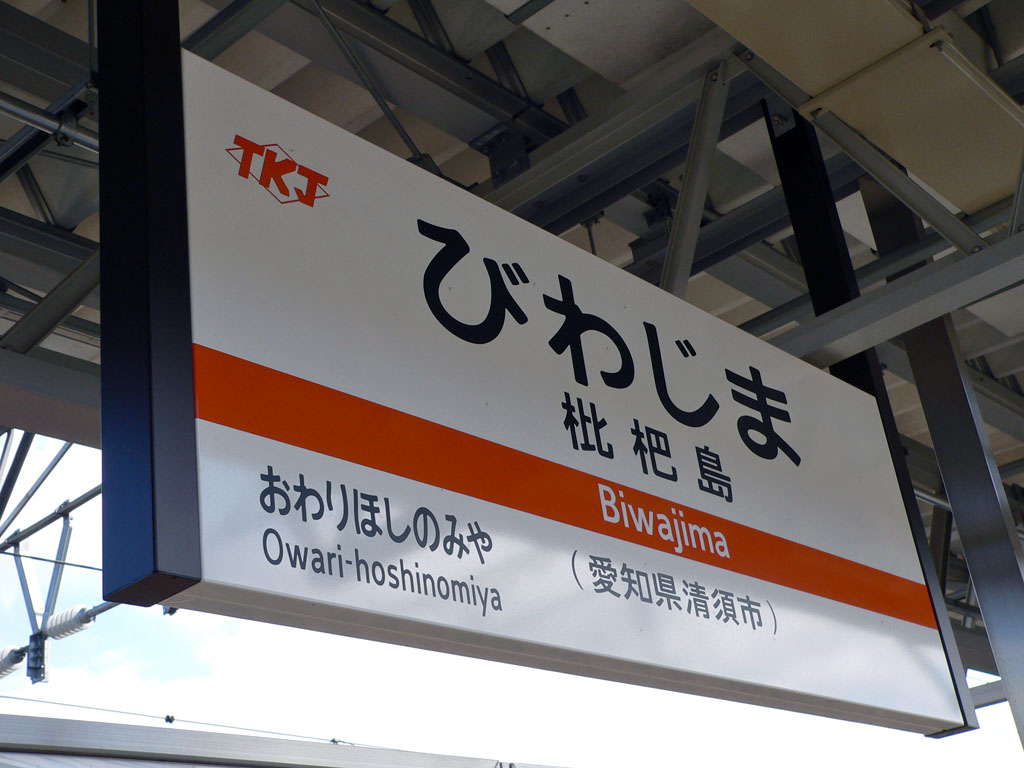 TKJ
びわじま
枇杷島
Biwajima
おわりほしのみや
Owari-hoshinomiya
(愛知県清須市)